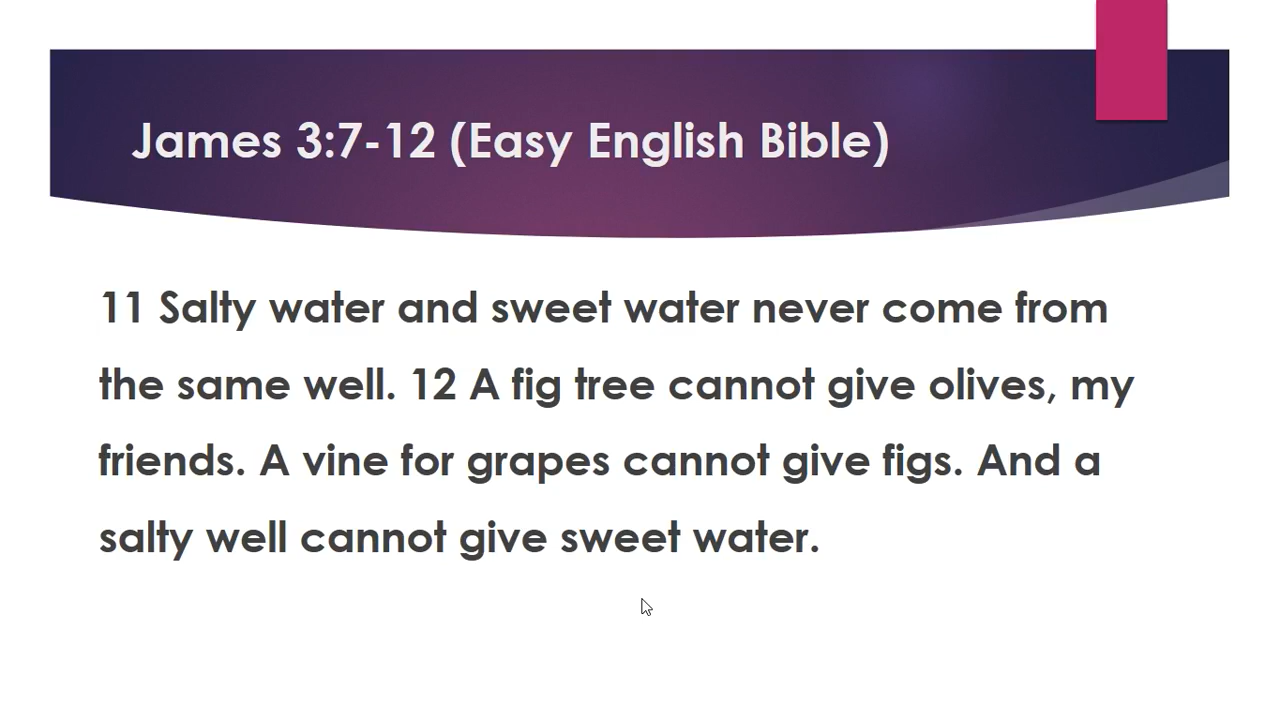 James 3:7-12 (Easy English Bible)
11 Salty water and sweet water never come from
the same well. 12 A fig tree cannot give olives, my
friends. A vine for grapes cannot give figs. And a
salty well cannot give sweet water.